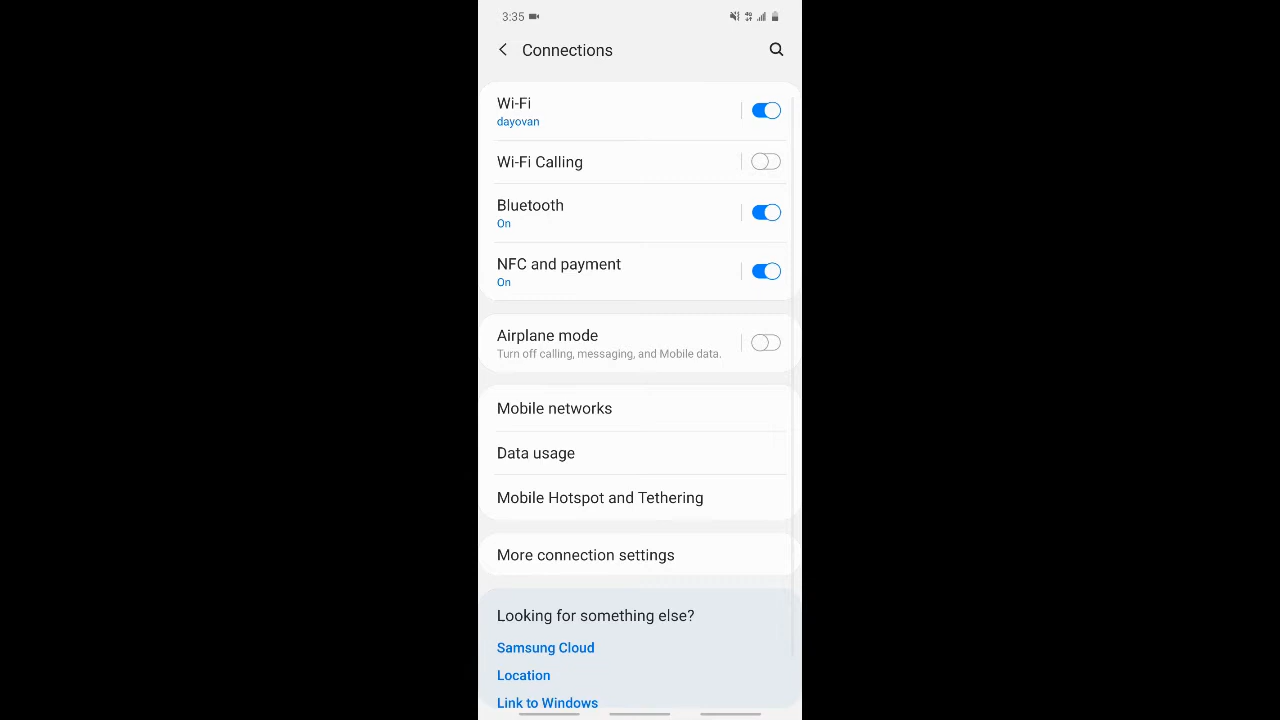 3:35
Connections
Wi-Fi
dayovan
Wi-Fi Calling
Bluetooth
On
NFC and payment
On
Airplane mode
Turn off calling, messaging, and Mobile data.
Mobile networks
Data usage
Mobile Hotspot and Tethering
More connection settings
Looking for something else?
Samsung Cloud
Location
Link to Windows